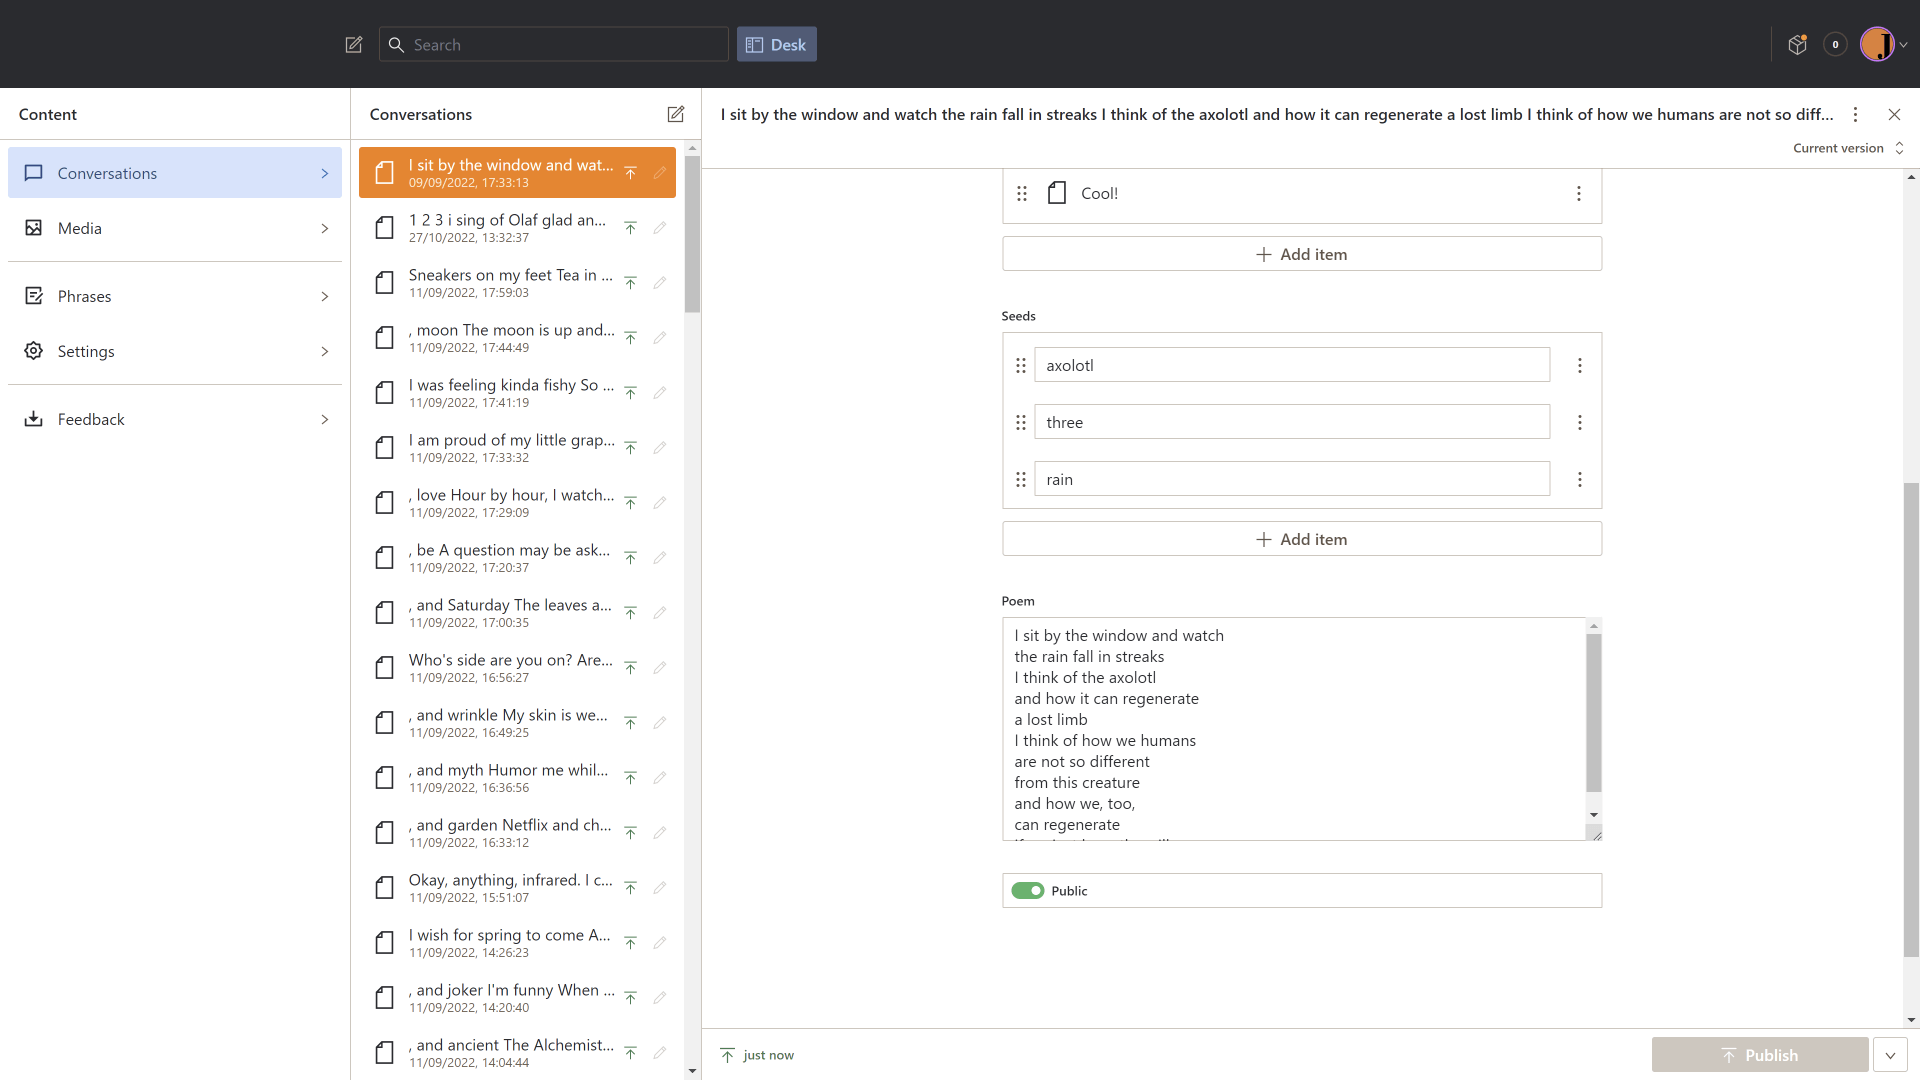 Search
Desk
0
J
Content
Conversations
Media
Phrases
Settings
Feedback
Conversations
I sit by the window and wat...
09/09/2022, 17:33:13
1 2 3 i sing of Olaf glad an...
27/10/2022, 13:32:37
Sneakers on my feet Tea in ...
11/09/2022, 17:59:03
, moon The moon is up and...
11/09/2022, 17:44:49
I was feeling kinda fishy So ...
11/09/2022, 17:41:19
I am proud of my little grap...
11/09/2022, 17:33:32
, love Hour by hour, I watch...
11/09/2022, 17:29:09
, be A question may be ask...
11/09/2022, 17:20:37
, and Saturday The leaves a...
11/09/2022, 17:00:35
Who's side are you on? Are...
11/09/2022, 16:56:27
, and wrinkle My skin is we...
11/09/2022, 16:49:25
, and myth Humor me whil...
11/09/2022, 16:36:56
, and garden Netflix and ch...
11/09/2022, 16:33:12
Okay, anything, infrared. I c...
11/09/2022, 15:51:07
I wish for spring to come A...
11/09/2022, 14:26:23
, and joker I'm funny When ...
11/09/2022, 14:20:40
, and ancient The Alchemist...
11/09/2022, 14:04:44
I sit by the window and watch the rain fall in streaks I think of the axolotl and how it can regenerate a lost limb I think of how we humans are not so diff...
Current version
Cool!
Add item
Seeds
axolotl
three
rain
Add item
Poem
I sit by the window and watch
the rain fall in streaks
I think of the axolotl
and how it can regenerate
a lost limb
I think of how we humans
are not so different
from this creature
and how we, too,
can regenerate
Public
just now
Publish